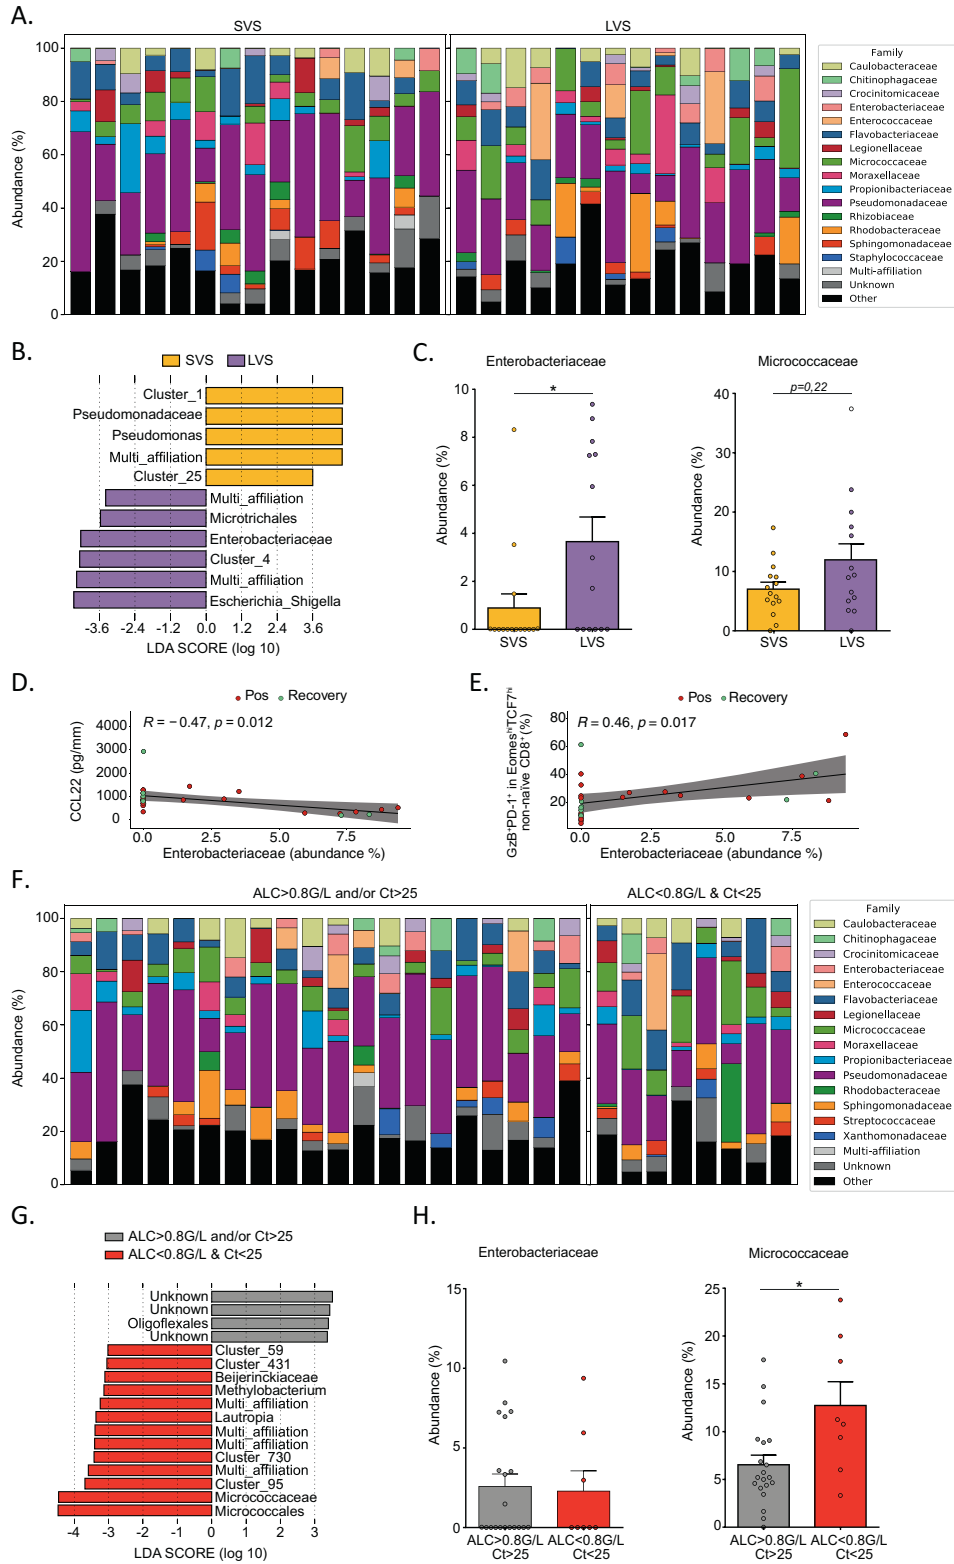 A.
SVS
LVS
Abundance (%)
100
80
60
40
20
0
Family
Caulobacteraceae
Chitinophagaceae
Crocinitomicaceae
Enterobacteriaceae
Enterococcaceae
Flavobacteriaceae
Legionellaceae
Micrococcaceae
Moraxellaceae
Propionibacteriaceae
Pseudomonadaceae
Rhizobiaceae
Rhodobacteraceae
Sphingomonadaceae
Staphylococcaceae
Multi-affiliation
Unknown
Other
B.
SVS LVS
Cluster_1
Pseudomonadaceae
Pseudomonas
Multi_affiliation
Cluster_25
Multi_affiliation
Microtrichales
Enterobacteriaceae
Cluster_4
Multi_affiliation
Escherichia_Shigella
-3.6 -2.4 -1.2 0.0 1.2 2.4 3.6
LDA SCORE (log 10)
C.
Enterobacteriaceae
Abundance (%)
10
8
6
4
2
0
*
SVS LVS
Micrococcaceae
Abundance (%)
40
30
20
10
0
p=0,22
SVS LVS
D.
Pos Recovery
R = −0.47, p = 0.012
CCL22 (pg/mm)
4000
3000
2000
1000
0
0.0 2.5 5.0 7.5
Enterobacteriaceae (abundance %)
E.
Pos Recovery
R = 0.46, p = 0.017
GzB⁺PD-1⁺ in EomesʰⁱTCF7ʰⁱ
non-naïve CD8⁺(%)
80
60
40
20
0.0 2.5 5.0 7.5
Enterobacteriaceae (abundance %)
F.
ALC>0.8G/L and/or Ct>25
ALC<0.8G/L & Ct<25
Abundance (%)
100
80
60
40
20
0
Family
Caulobacteraceae
Chitinophagaceae
Crocinitomicaceae
Enterobacteriaceae
Enterococcaceae
Flavobacteriaceae
Legionellaceae
Micrococcaceae
Moraxellaceae
Propionibacteriaceae
Pseudomonadaceae
Rhodobacteraceae
Sphingomonadaceae
Streptococcaceae
Xanthomonadaceae
Multi-affiliation
Unknown
Other
G.
ALC>0.8G/L and/or Ct>25
ALC<0.8G/L & Ct<25
Unknown
Unknown
Oligoflexales
Unknown
Cluster_59
Cluster_431
Beijerinckiaceae
Methylobacterium
Multi_affiliation
Lautropia
Multi_affiliation
Multi_affiliation
Cluster_730
Multi_affiliation
Cluster_95
Micrococcaceae
Micrococcales
-4 -3 -2 -1 0 1 2 3
LDA SCORE (log 10)
H.
Enterobacteriaceae
Abundance (%)
15
10
5
0
ALC>0.8G/L ALC<0.8G/L
Ct>25 Ct<25
Micrococcaceae
Abundance (%)
25
20
15
10
5
0
*
ALC>0.8G/L ALC<0.8G/L
Ct>25 Ct<25